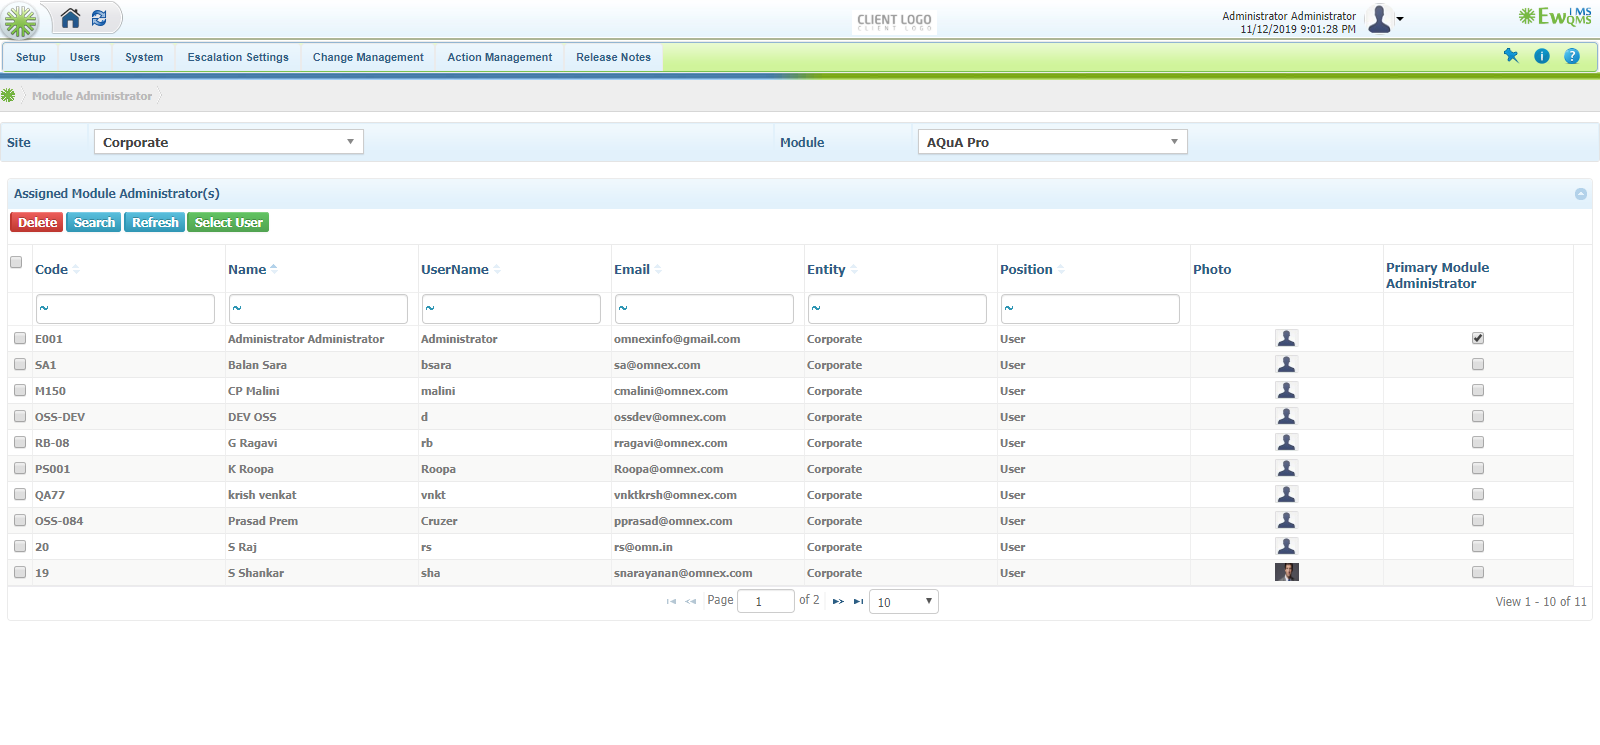 CLIENT LOGO
CLIENT LOGO
Administrator Administrator
11/12/2019 9:01:28 PM
EwIMS
QMS
Setup Users System Escalation Settings Change Management Action Management Release Notes
Module Administrator
Site Corporate Module AQuA Pro
Assigned Module Administrator(s)
Delete Search Refresh Select User
Code Name UserName Email Entity Position Photo Primary Module Administrator
~ ~ ~ ~ ~ ~
E001 Administrator Administrator Administrator omnexinfo@gmail.com Corporate User
SA1 Balan Sara bsara sa@omnex.com Corporate User
M150 CP Malini malini cmalini@omnex.com Corporate User
OSS-DEV DEV OSS d ossdev@omnex.com Corporate User
RB-08 G Ragavi rb rragavi@omnex.com Corporate User
PS001 K Roopa Roopa Roopa@omnex.com Corporate User
QA77 krish venkat vnkt vnktkrsh@omnex.com Corporate User
OSS-084 Prasad Prem Cruzer pprasad@omnex.com Corporate User
20 S Raj rs rs@omn.in Corporate User
19 S Shankar sha snarayanan@omnex.com Corporate User
Page 1 of 2 10 View 1 - 10 of 11